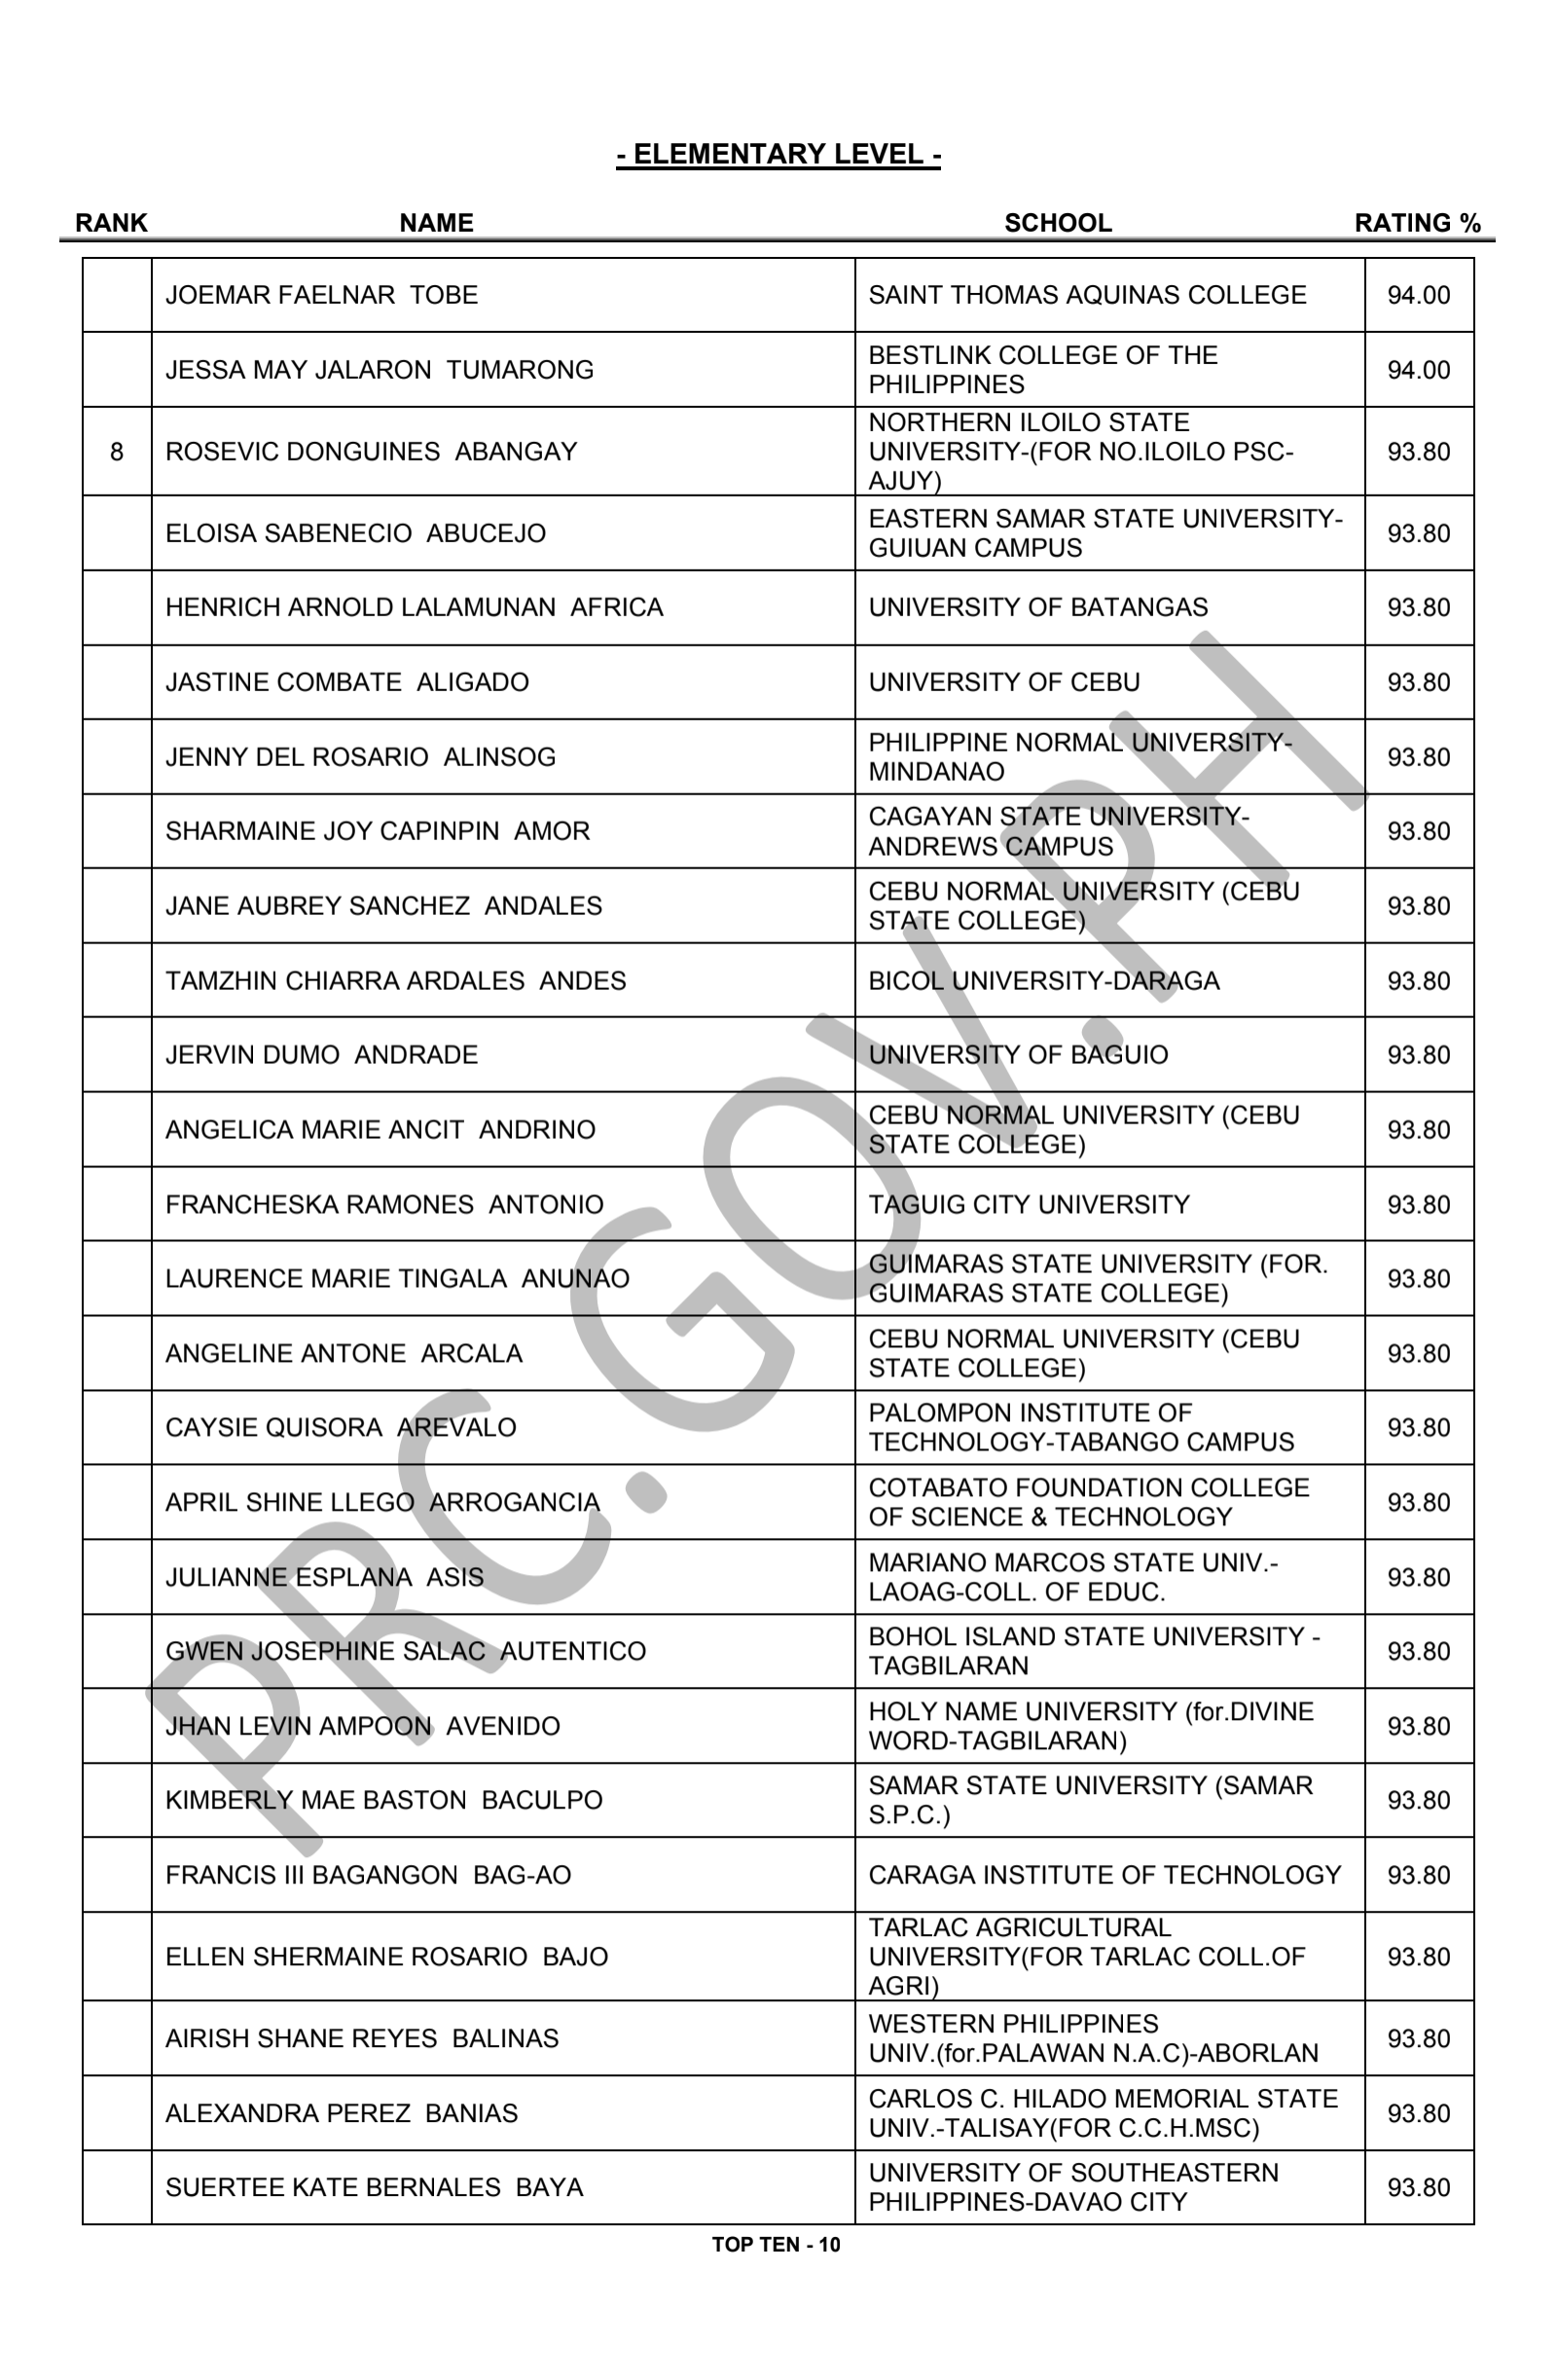 - ELEMENTARY LEVEL -
RANK NAME SCHOOL RATING %
JOEMAR FAELNAR  TOBE SAINT THOMAS AQUINAS COLLEGE 94.00
JESSA MAY JALARON  TUMARONG BESTLINK COLLEGE OF THE
PHILIPPINES 94.00
8 ROSEVIC DONGUINES  ABANGAY NORTHERN ILOILO STATE
UNIVERSITY-(FOR NO.ILOILO PSC-
AJUY) 93.80
ELOISA SABENECIO  ABUCEJO EASTERN SAMAR STATE UNIVERSITY-
GUIUAN CAMPUS 93.80
HENRICH ARNOLD LALAMUNAN  AFRICA UNIVERSITY OF BATANGAS 93.80
JASTINE COMBATE  ALIGADO UNIVERSITY OF CEBU 93.80
JENNY DEL ROSARIO  ALINSOG PHILIPPINE NORMAL UNIVERSITY-
MINDANAO 93.80
SHARMAINE JOY CAPINPIN  AMOR CAGAYAN STATE UNIVERSITY-
ANDREWS CAMPUS 93.80
JANE AUBREY SANCHEZ  ANDALES CEBU NORMAL UNIVERSITY (CEBU
STATE COLLEGE) 93.80
TAMZHIN CHIARRA ARDALES  ANDES BICOL UNIVERSITY-DARAGA 93.80
JERVIN DUMO  ANDRADE UNIVERSITY OF BAGUIO 93.80
ANGELICA MARIE ANCIT  ANDRINO CEBU NORMAL UNIVERSITY (CEBU
STATE COLLEGE) 93.80
FRANCHESKA RAMONES  ANTONIO TAGUIG CITY UNIVERSITY 93.80
LAURENCE MARIE TINGALA  ANUNAO GUIMARAS STATE UNIVERSITY (FOR.
GUIMARAS STATE COLLEGE) 93.80
ANGELINE ANTONE  ARCALA CEBU NORMAL UNIVERSITY (CEBU
STATE COLLEGE) 93.80
CAYSIE QUISORA  AREVALO PALOMPON INSTITUTE OF
TECHNOLOGY-TABANGO CAMPUS 93.80
APRIL SHINE LLEGO  ARROGANCIA COTABATO FOUNDATION COLLEGE
OF SCIENCE & TECHNOLOGY 93.80
JULIANNE ESPLANA  ASIS MARIANO MARCOS STATE UNIV.-
LAOAG-COLL. OF EDUC. 93.80
GWEN JOSEPHINE SALAC  AUTENTICO BOHOL ISLAND STATE UNIVERSITY -
TAGBILARAN 93.80
JHAN LEVIN AMPOON  AVENIDO HOLY NAME UNIVERSITY (for.DIVINE
WORD-TAGBILARAN) 93.80
KIMBERLY MAE BASTON  BACULPO SAMAR STATE UNIVERSITY (SAMAR
S.P.C.) 93.80
FRANCIS III BAGANGON  BAG-AO CARAGA INSTITUTE OF TECHNOLOGY 93.80
ELLEN SHERMAINE ROSARIO  BAJO TARLAC AGRICULTURAL
UNIVERSITY(FOR TARLAC COLL.OF
AGRI) 93.80
AIRISH SHANE REYES  BALINAS WESTERN PHILIPPINES
UNIV.(for.PALAWAN N.A.C)-ABORLAN 93.80
ALEXANDRA PEREZ  BANIAS CARLOS C. HILADO MEMORIAL STATE
UNIV.-TALISAY(FOR C.C.H.MSC) 93.80
SUERTEE KATE BERNALES  BAYA UNIVERSITY OF SOUTHEASTERN
PHILIPPINES-DAVAO CITY 93.80
TOP TEN - 10
PRC.GOV.PH